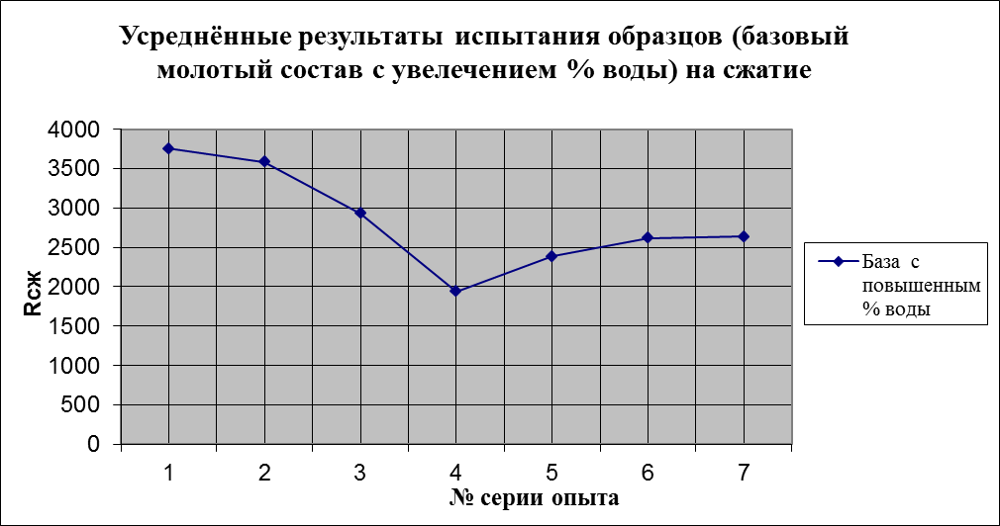 Усреднённые результаты испытания образцов (базовый
молотый состав с увелечением % воды) на сжатие
4000
3500
3000
2500
2000
1500
1000
500
0
Rсж
1 2 3 4 5 6 7
№ серии опыта
База с
повышенным
% воды